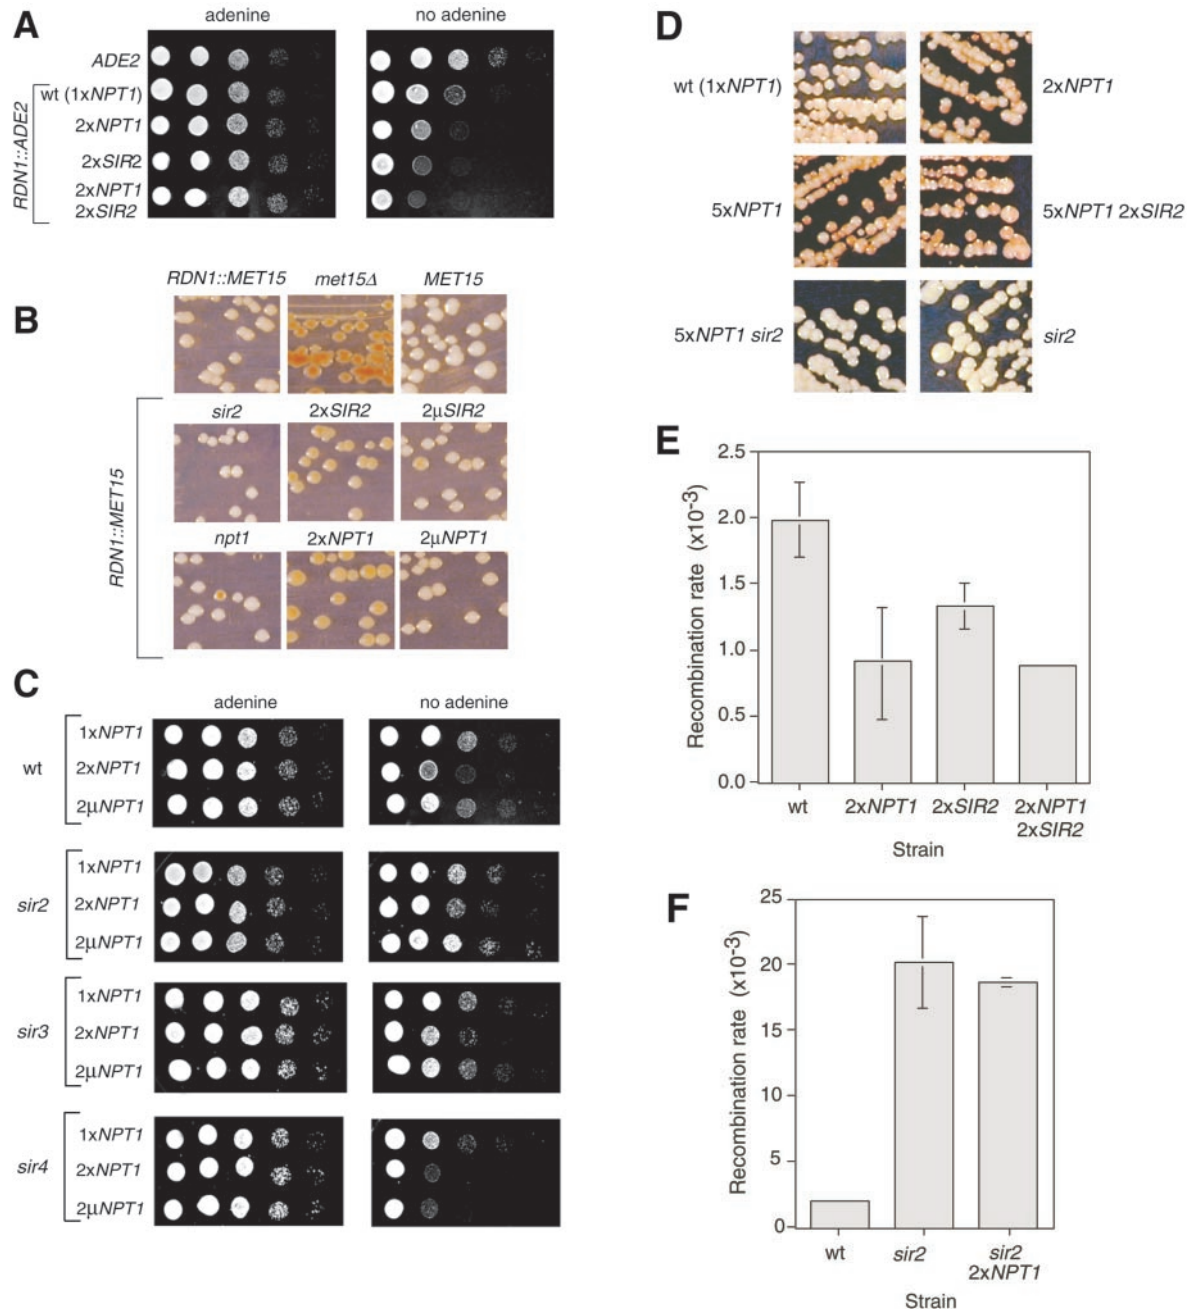 A
adenine
no adenine
ADE2
wt (1xNPT1)
2xNPT1
2xSIR2
2xNPT1
2xSIR2
RDN1::ADE2
B
RDN1::MET15
met15Δ
MET15
sir2
2xSIR2
2μSIR2
npt1
2xNPT1
2μNPT1
RDN1::MET15
C
adenine
no adenine
wt
1xNPT1
2xNPT1
2μNPT1
sir2
1xNPT1
2xNPT1
2μNPT1
sir3
1xNPT1
2xNPT1
2μNPT1
sir4
1xNPT1
2xNPT1
2μNPT1
D
wt (1xNPT1)
2xNPT1
5xNPT1
5xNPT1 2xSIR2
5xNPT1 sir2
sir2
E
Recombination rate (x10-3)
2.5
2.0
1.5
1.0
0.5
0.0
wt
2xNPT1
2xSIR2
2xNPT1
2xSIR2
Strain
F
Recombination rate (x10-3)
25
20
15
10
5
0
wt
sir2
sir2
2xNPT1
Strain